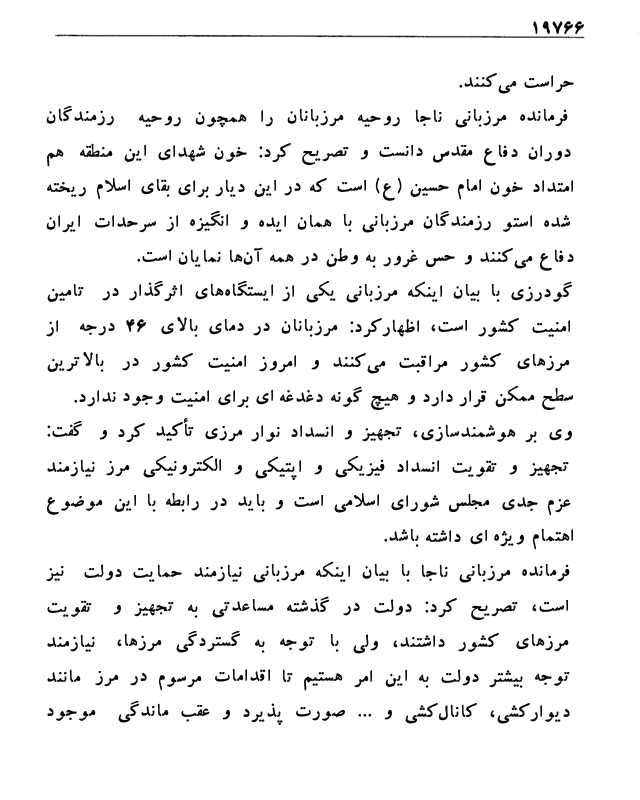 ۱۹۷۶۶
حراست می‌کنند.
فرمانده مرزبانی ناجا روحیه مرزبانان را همچون روحیه رزمندگان
دوران دفاع مقدس دانست و تصریح کرد: خون شهدای این منطقه هم
امتداد خون امام حسین (ع) است که در این دیار برای بقای اسلام ریخته
شده استو رزمندگان مرزبانی با همان ایده و انگیزه از سرحدات ایران
دفاع می‌کنند و حس غرور به وطن در همه آن‌ها نمایان است.
گودرزی با بیان اینکه مرزبانی یکی از ایستگاه‌های اثرگذار در تامین
امنیت کشور است، اظهارکرد: مرزبانان در دمای بالای ۴۶ درجه از
مرزهای کشور مراقبت می‌کنند و امروز امنیت کشور در بالاترین
سطح ممکن قرار دارد و هیچ گونه دغدغه ای برای امنیت وجود ندارد.
وی بر هوشمندسازی، تجهیز و انسداد نوار مرزی تأکید کرد و گفت:
تجهیز و تقویت انسداد فیزیکی و اپتیکی و الکترونیکی مرز نیازمند
عزم جدی مجلس شورای اسلامی است و باید در رابطه با این موضوع
اهتمام ویژه ای داشته باشد.
فرمانده مرزبانی ناجا با بیان اینکه مرزبانی نیازمند حمایت دولت نیز
است، تصریح کرد: دولت در گذشته مساعدتی به تجهیز و تقویت
مرزهای کشور داشتند، ولی با توجه به گستردگی مرزها، نیازمند
توجه بیشتر دولت به این امر هستیم تا اقدامات مرسوم در مرز مانند
دیوارکشی، کانال‌کشی و ... صورت پذیرد و عقب ماندگی موجود